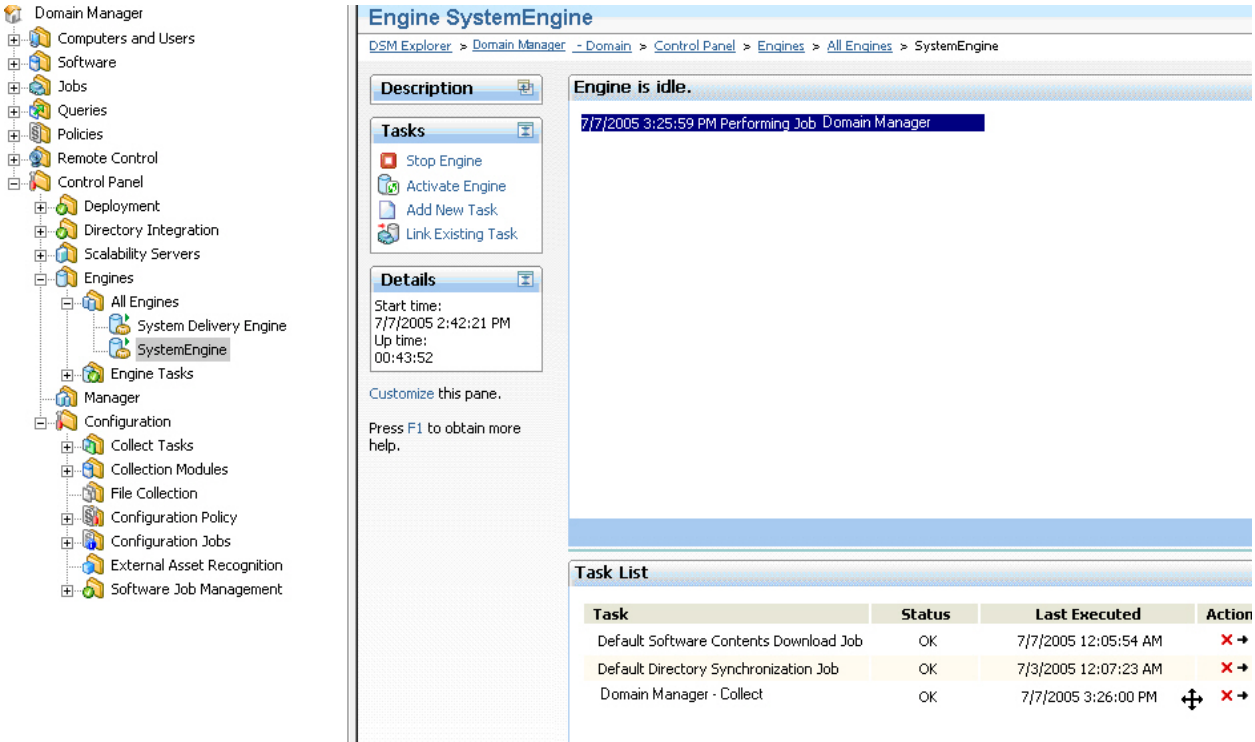 Domain Manager
Computers and Users
Software
Jobs
Queries
Policies
Remote Control
Control Panel
Deployment
Directory Integration
Scalability Servers
Engines
All Engines
System Delivery Engine
SystemEngine
Engine Tasks
Manager
Configuration
Collect Tasks
Collection Modules
File Collection
Configuration Policy
Configuration Jobs
External Asset Recognition
Software Job Management
Engine SystemEngine
DSM Explorer > Domain Manager - Domain > Control Panel > Engines > All Engines > SystemEngine
Description
Tasks
Stop Engine
Activate Engine
Add New Task
Link Existing Task
Details
Start time:
7/7/2005 2:42:21 PM
Up time:
00:43:52
Customize this pane.
Press F1 to obtain more
help.
Engine is idle.
7/7/2005 3:25:59 PM Performing Job Domain Manager
Task List
Task Status Last Executed Action
Default Software Contents Download Job OK 7/7/2005 12:05:54 AM
Default Directory Synchronization Job OK 7/3/2005 12:07:23 AM
Domain Manager - Collect OK 7/7/2005 3:26:00 PM